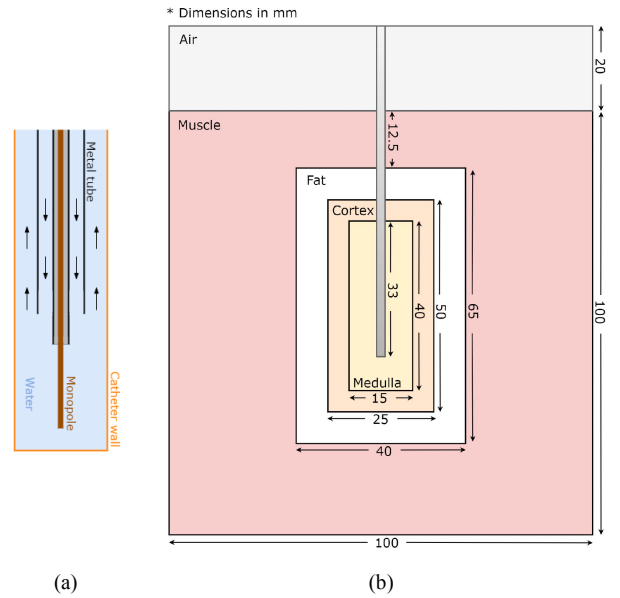 * Dimensions in mm
Air
20
Muscle
12.5
Fat
Cortex
33
40
50
65
100
Medulla
15
25
40
100
Metal tube
Water
Monopole
Catheter wall
(a)
(b)